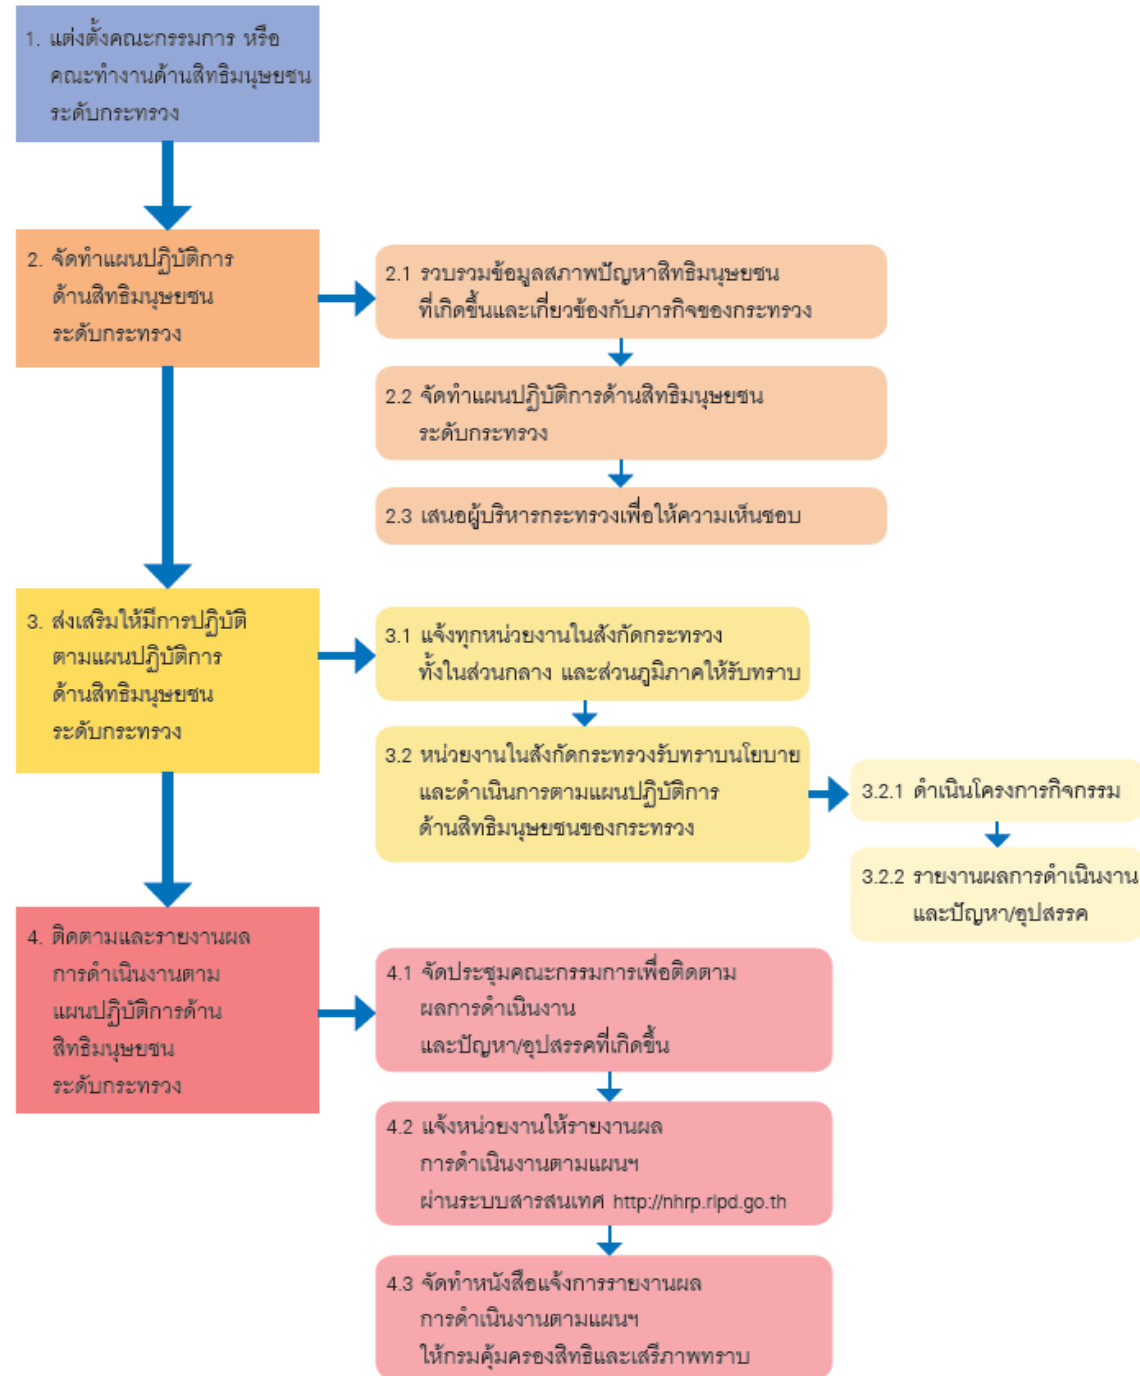 1. แต่งตั้งคณะกรรมการ หรือ
คณะทำงานด้านสิทธิมนุษยชน
ระดับกระทรวง
2. จัดทำแผนปฏิบัติการ
ด้านสิทธิมนุษยชน
ระดับกระทรวง
2.1 รวบรวมข้อมูลสภาพปัญหาสิทธิมนุษยชน
ที่เกิดขึ้นและเกี่ยวข้องกับภารกิจของกระทรวง
2.2 จัดทำแผนปฏิบัติการด้านสิทธิมนุษยชน
ระดับกระทรวง
2.3 เสนอผู้บริหารกระทรวงเพื่อให้ความเห็นชอบ
3. ส่งเสริมให้มีการปฏิบัติ
ตามแผนปฏิบัติการ
ด้านสิทธิมนุษยชน
ระดับกระทรวง
3.1 แจ้งทุกหน่วยงานในสังกัดกระทรวง
ทั้งในส่วนกลาง และส่วนภูมิภาคให้รับทราบ
3.2 หน่วยงานในสังกัดกระทรวงรับทราบนโยบาย
และดำเนินการตามแผนปฏิบัติการ
ด้านสิทธิมนุษยชนของกระทรวง
3.2.1 ดำเนินโครงการกิจกรรม
3.2.2 รายงานผลการดำเนินงาน
และปัญหา/อุปสรรค
4. ติดตามและรายงานผล
การดำเนินงานตาม
แผนปฏิบัติการด้าน
สิทธิมนุษยชน
ระดับกระทรวง
4.1 จัดประชุมคณะกรรมการเพื่อติดตาม
ผลการดำเนินงาน
และปัญหา/อุปสรรคที่เกิดขึ้น
4.2 แจ้งหน่วยงานให้รายงานผล
การดำเนินงานตามแผนฯ
ผ่านระบบสารสนเทศ http://nhrp.rlpd.go.th
4.3 จัดทำหนังสือแจ้งการรายงานผล
การดำเนินงานตามแผนฯ
ให้กรมคุ้มครองสิทธิและเสรีภาพทราบ